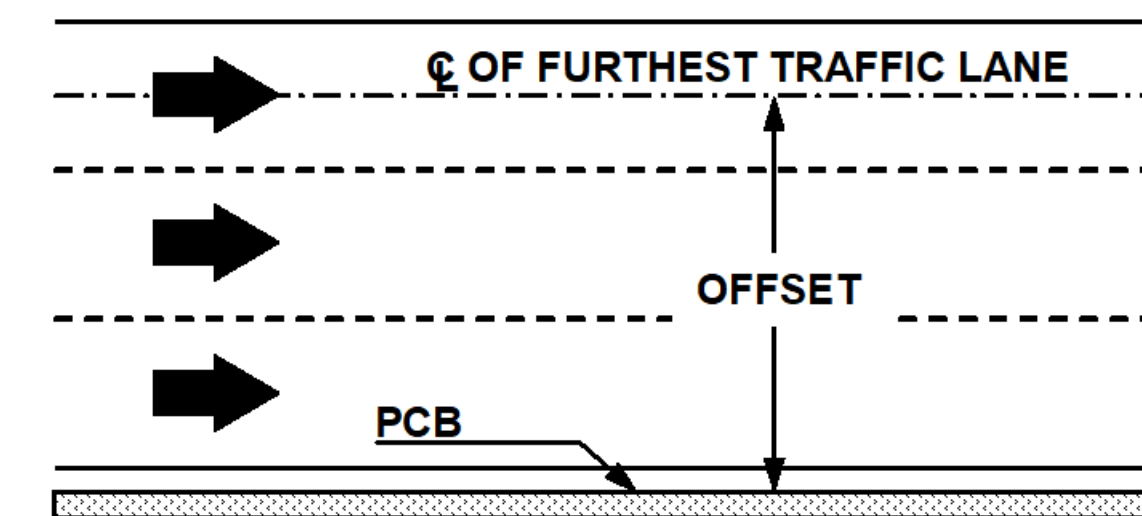 ℄ OF FURTHEST TRAFFIC LANE
OFFSET
PCB